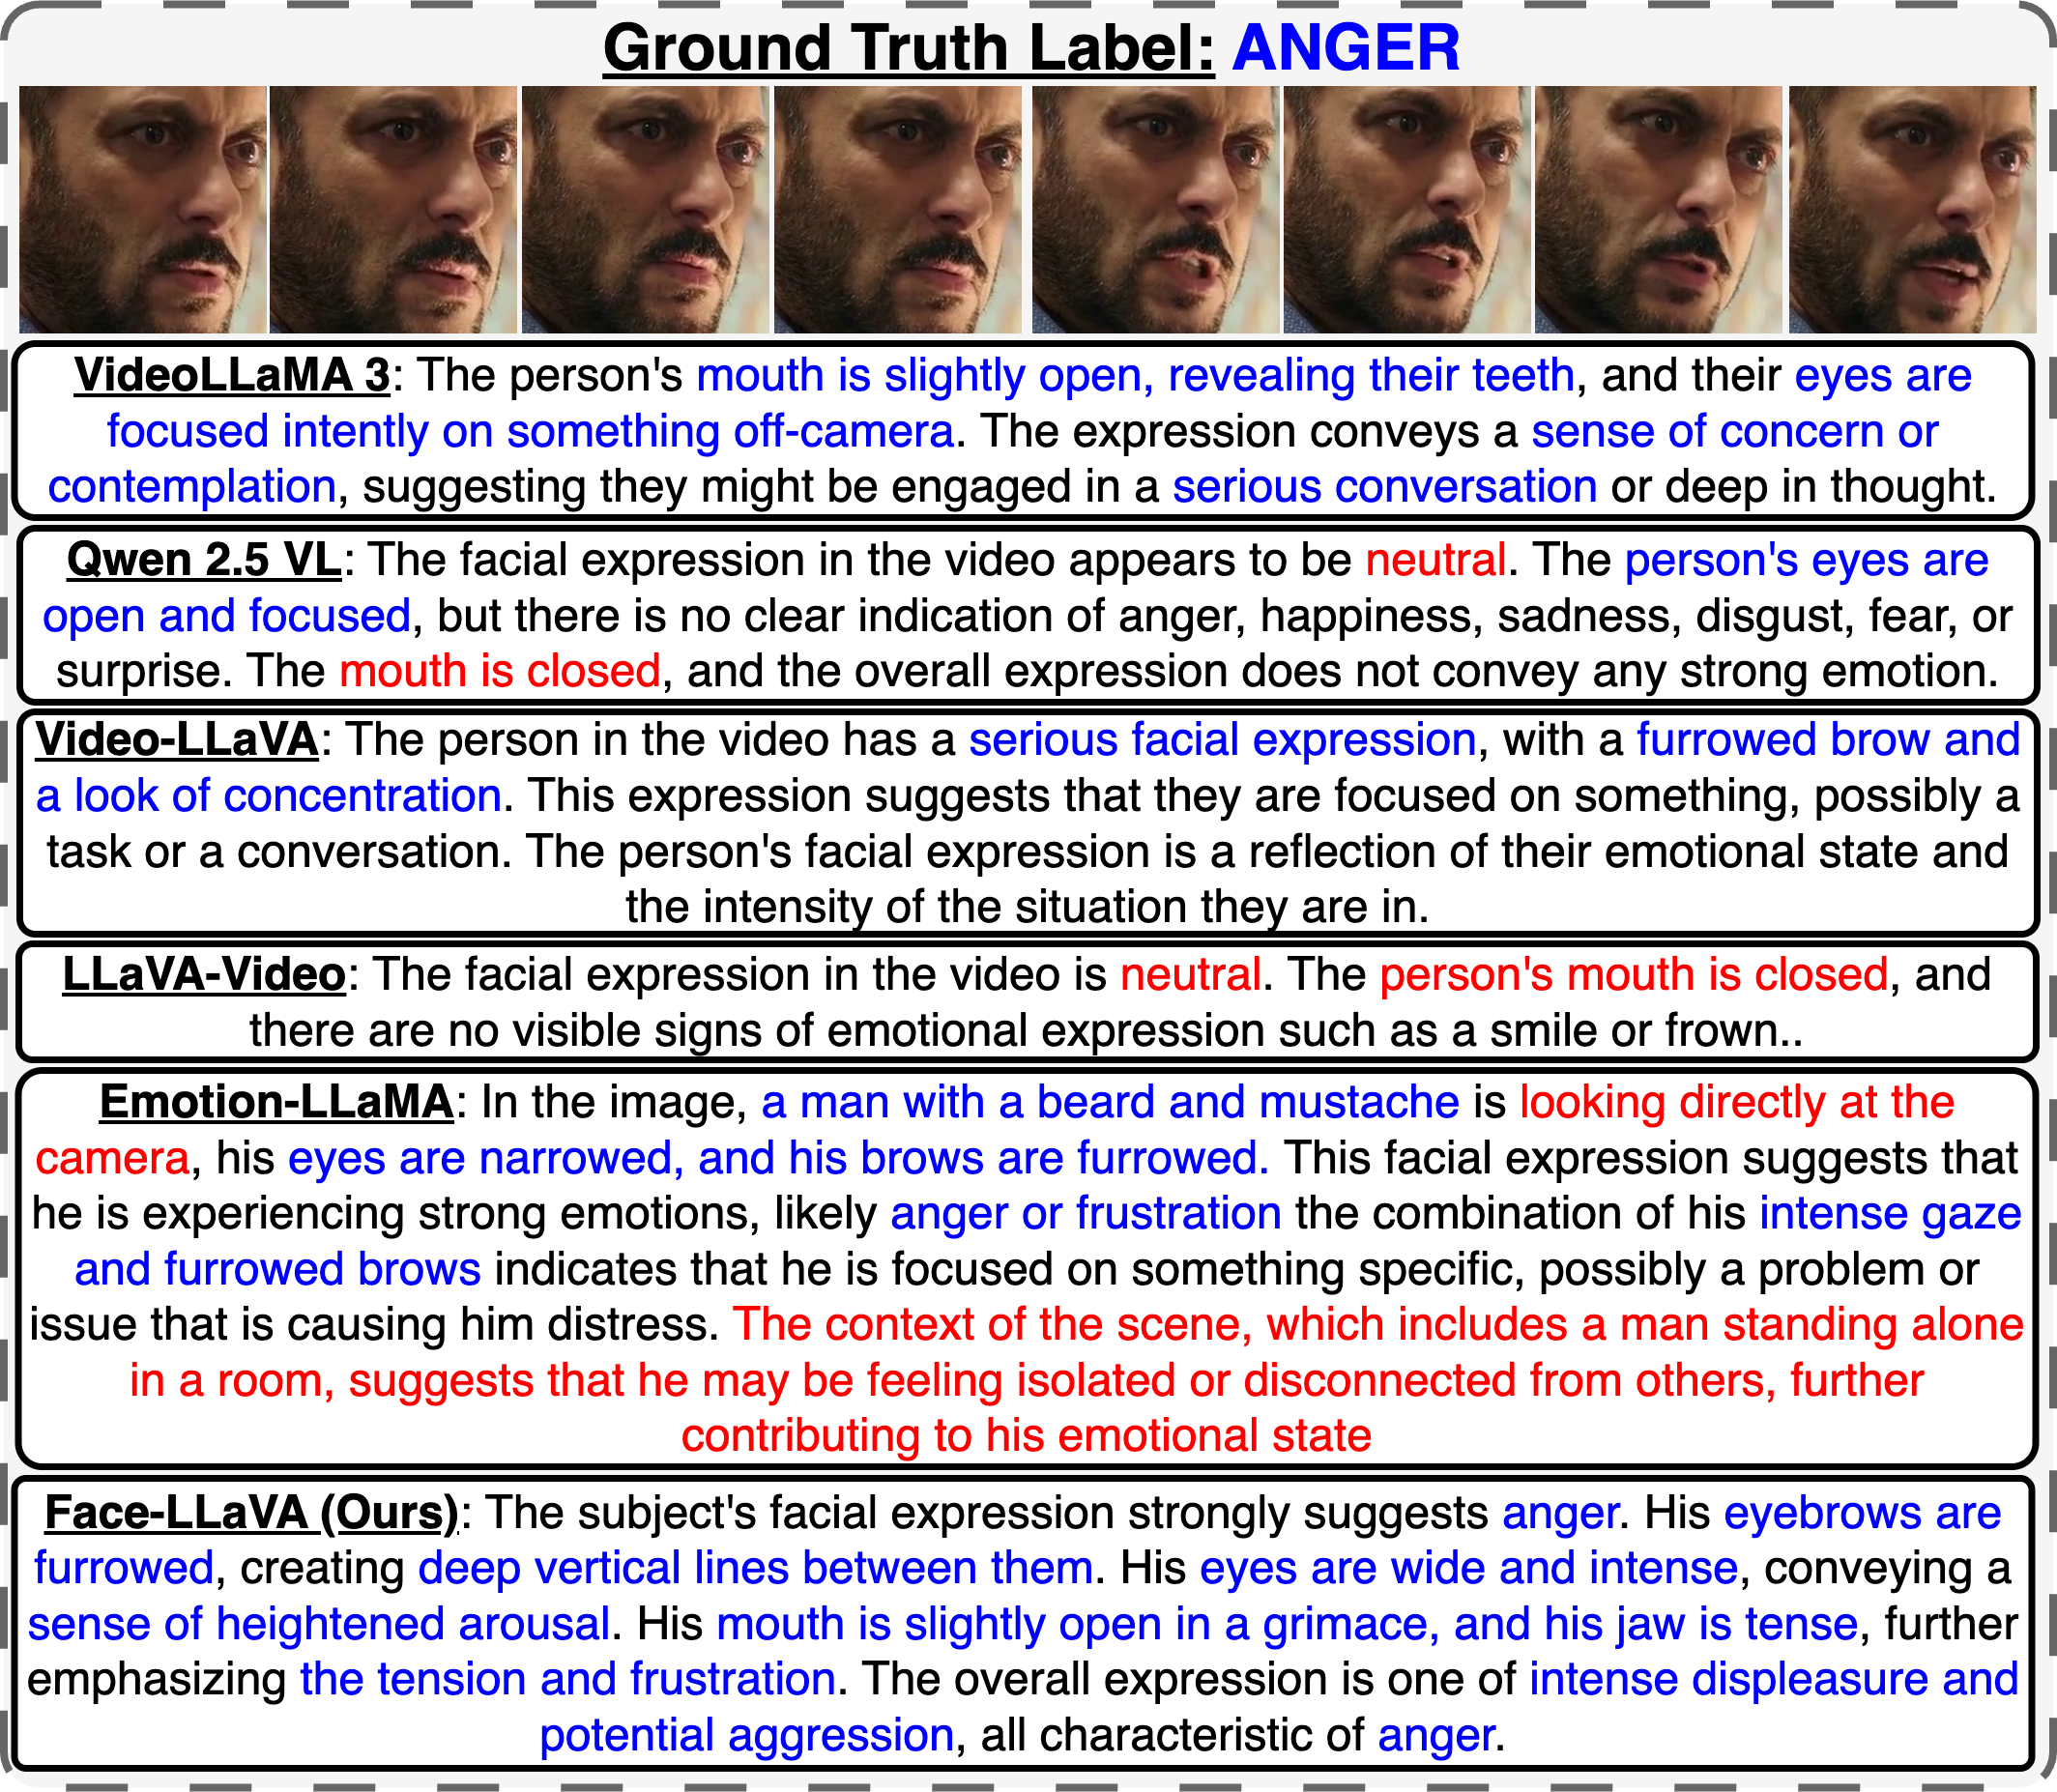 Ground Truth Label: ANGER
VideoLLaMA 3: The person's mouth is slightly open, revealing their teeth, and their eyes are
focused intently on something off-camera. The expression conveys a sense of concern or
contemplation, suggesting they might be engaged in a serious conversation or deep in thought.
Qwen 2.5 VL: The facial expression in the video appears to be neutral. The person's eyes are
open and focused, but there is no clear indication of anger, happiness, sadness, disgust, fear, or
surprise. The mouth is closed, and the overall expression does not convey any strong emotion.
Video-LLaVA: The person in the video has a serious facial expression, with a furrowed brow and
a look of concentration. This expression suggests that they are focused on something, possibly a
task or a conversation. The person's facial expression is a reflection of their emotional state and
the intensity of the situation they are in.
LLaVA-Video: The facial expression in the video is neutral. The person's mouth is closed, and
there are no visible signs of emotional expression such as a smile or frown..
Emotion-LLaMA: In the image, a man with a beard and mustache is looking directly at the
camera, his eyes are narrowed, and his brows are furrowed. This facial expression suggests that
he is experiencing strong emotions, likely anger or frustration the combination of his intense gaze
and furrowed brows indicates that he is focused on something specific, possibly a problem or
issue that is causing him distress. The context of the scene, which includes a man standing alone
in a room, suggests that he may be feeling isolated or disconnected from others, further
contributing to his emotional state
Face-LLaVA (Ours): The subject's facial expression strongly suggests anger. His eyebrows are
furrowed, creating deep vertical lines between them. His eyes are wide and intense, conveying a
sense of heightened arousal. His mouth is slightly open in a grimace, and his jaw is tense, further
emphasizing the tension and frustration. The overall expression is one of intense displeasure and
potential aggression, all characteristic of anger.